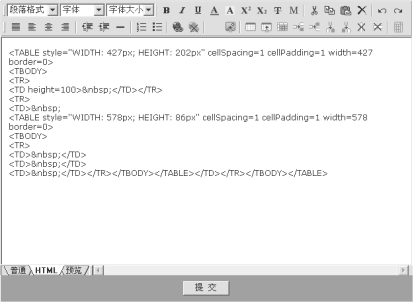 段落格式 字体 字体大小 B I U A A X² X₂ T M
<TABLE style="WIDTH: 427px; HEIGHT: 202px" cellSpacing=1 cellPadding=1 width=427
border=0>
<TBODY>
<TR>
<TD height=100>&nbsp;</TD></TR>
<TR>
<TD>&nbsp;
<TABLE style="WIDTH: 578px; HEIGHT: 86px" cellSpacing=1 cellPadding=1 width=578
border=0>
<TBODY>
<TR>
<TD>&nbsp;</TD>
<TD>&nbsp;</TD>
<TD>&nbsp;</TD></TR></TBODY></TABLE></TD></TR></TBODY></TABLE>
普通 HTML 预览
提 交